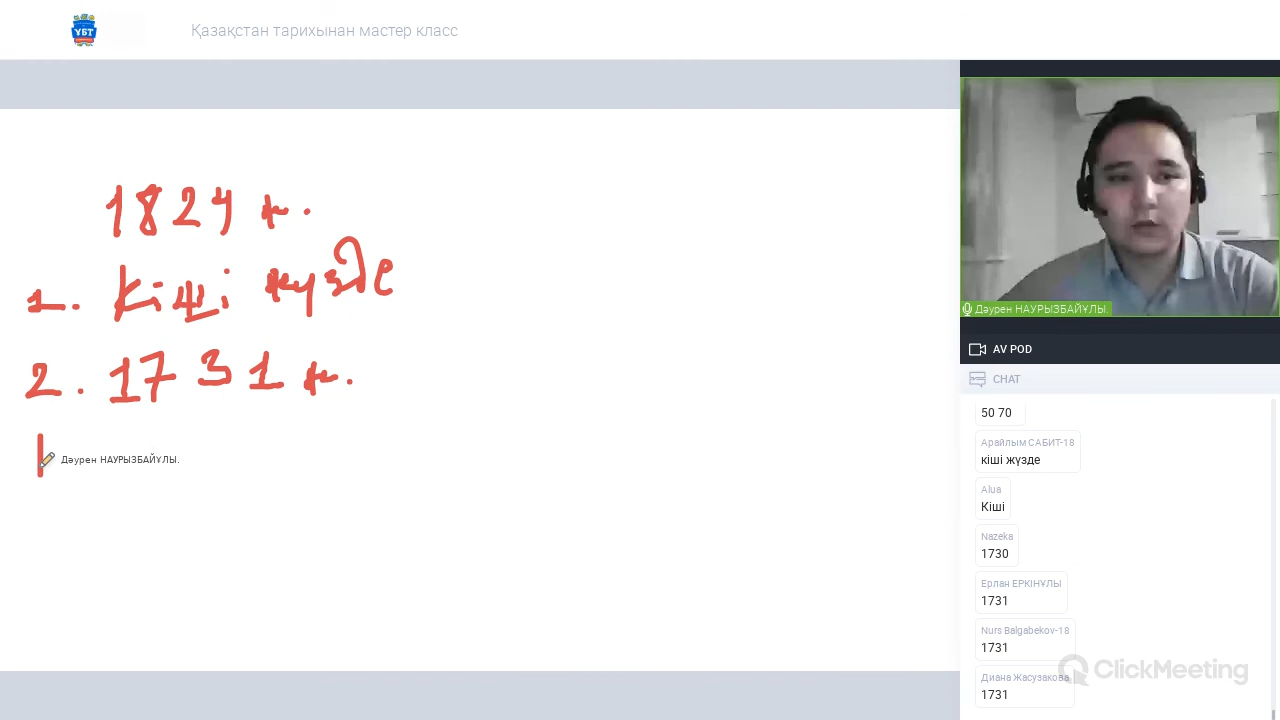 ҰБТ
Қазақстан тарихынан мастер класс
1824 ж.
1. Кіші жүзде
2. 1731 ж.
Дәурен НАУРЫЗБАЙҰЛЫ.
Дәурен НАУРЫЗБАЙҰЛЫ.
AV POD
CHAT
50 70
Арайлым САБИТ-18
кіші жүзде
Alua
Кіші
Nazeka
1730
Ерлан ЕРКІНҰЛЫ
1731
Nurs Balgabekov-18
1731
ClickMeeting
Диана Жасузакова
1731